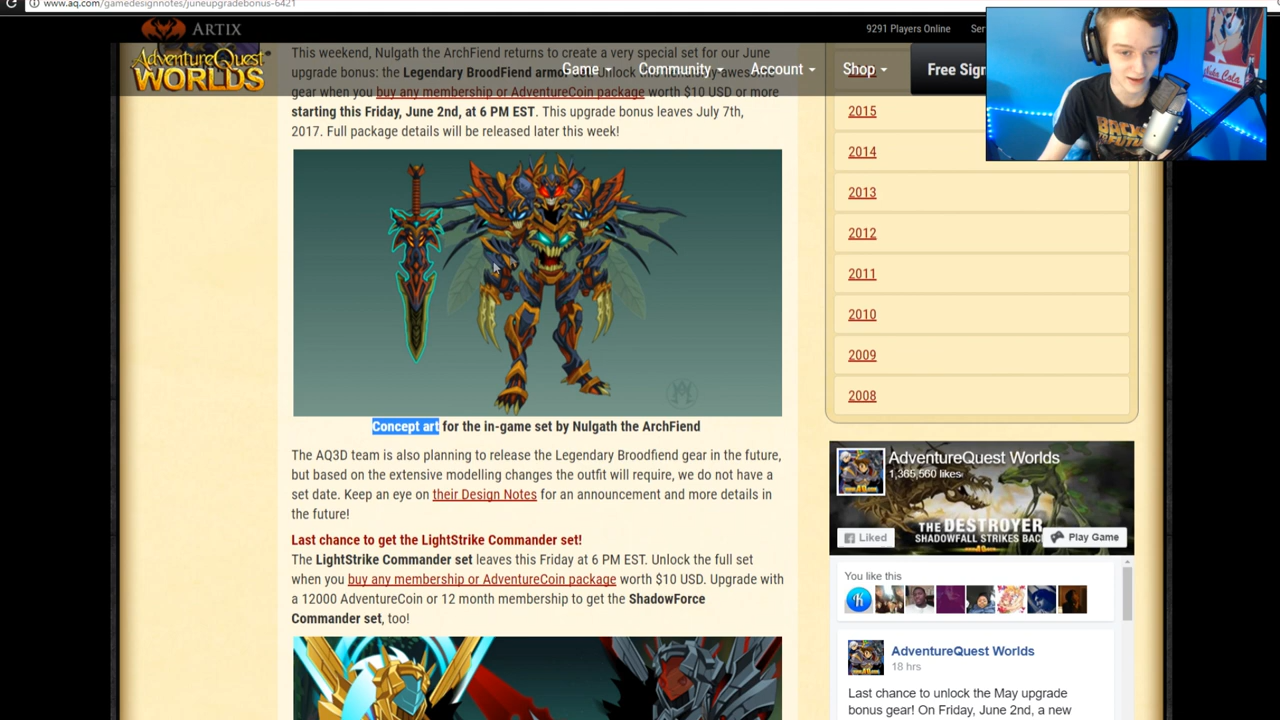 www.aq.com/gamedesignnotes/juneupgradebonus-6421
ARTIX
9291 Players Online
AdventureQuest
WORLDS
Game
Community
Account
Shop
This weekend, Nulgath the ArchFiend returns to create a very special set for our June
upgrade bonus: the Legendary BroodFiend armor
gear when you buy any membership or AdventureCoin package worth $10 USD or more
starting this Friday, June 2nd, at 6 PM EST. This upgrade bonus leaves July 7th,
2017. Full package details will be released later this week!
Concept art for the in-game set by Nulgath the ArchFiend
The AQ3D team is also planning to release the Legendary Broodfiend gear in the future,
but based on the extensive modelling changes the outfit will require, we do not have a
set date. Keep an eye on their Design Notes for an announcement and more details in
the future!
Last chance to get the LightStrike Commander set!
The LightStrike Commander set leaves this Friday at 6 PM EST. Unlock the full set
when you buy any membership or AdventureCoin package worth $10 USD. Upgrade with
a 12000 AdventureCoin or 12 month membership to get the ShadowForce
Commander set, too!
2015
2014
2013
2012
2011
2010
2009
2008
AdventureQuest Worlds
1,365,560 likes
THE DESTROYER
SHADOWFALL STRIKES BAC
Liked
Play Game
You like this
AdventureQuest Worlds
18 hrs
Last chance to unlock the May upgrade
bonus gear! On Friday, June 2nd, a new
Free Sign
Nuka Cola